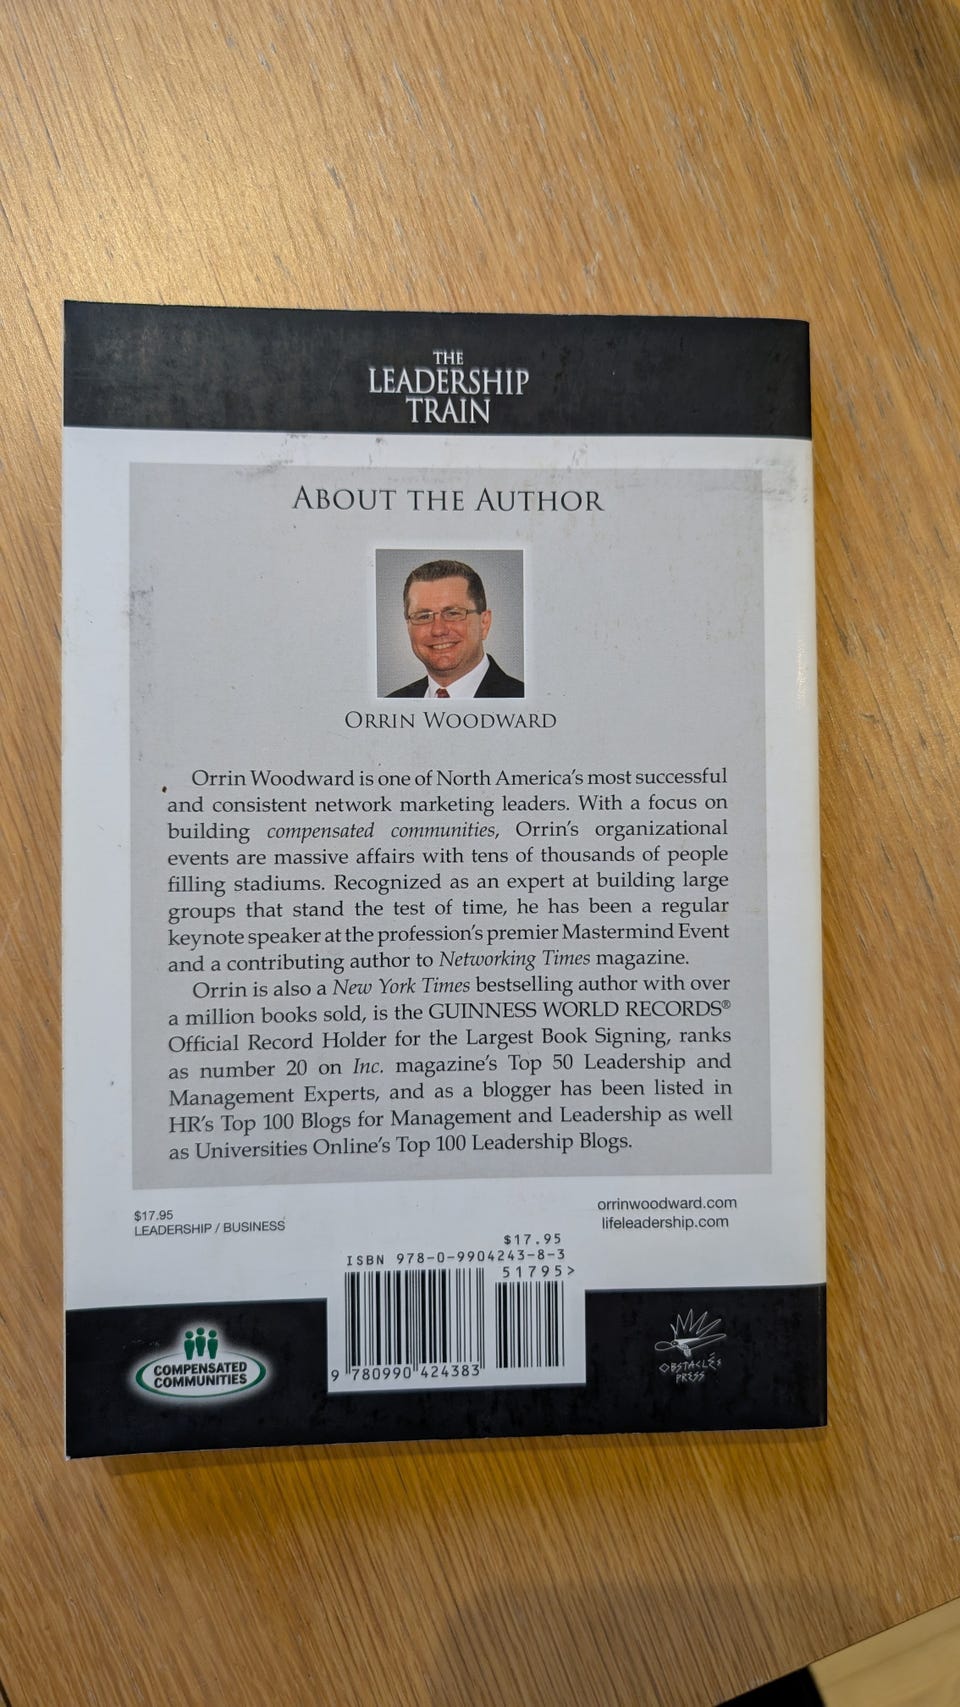 THE
LEADERSHIP
TRAIN
ABOUT THE AUTHOR
ORRIN WOODWARD
Orrin Woodward is one of North America's most successful
and consistent network marketing leaders. With a focus on
building compensated communities, Orrin's organizational
events are massive affairs with tens of thousands of people
filling stadiums. Recognized as an expert at building large
groups that stand the test of time, he has been a regular
keynote speaker at the profession's premier Mastermind Event
and a contributing author to Networking Times magazine.
Orrin is also a New York Times bestselling author with over
a million books sold, is the GUINNESS WORLD RECORDS®
Official Record Holder for the Largest Book Signing, ranks
as number 20 on Inc. magazine's Top 50 Leadership and
Management Experts, and as a blogger has been listed in
HR's Top 100 Blogs for Management and Leadership as well
as Universities Online's Top 100 Leadership Blogs.
$17.95
LEADERSHIP / BUSINESS
orrinwoodward.com
lifeleadership.com
$17.95
ISBN 978-0-9904243-8-3
51795>
9 780990 424383
COMPENSATED
COMMUNITIES
OBSTACLÉS
PRESS